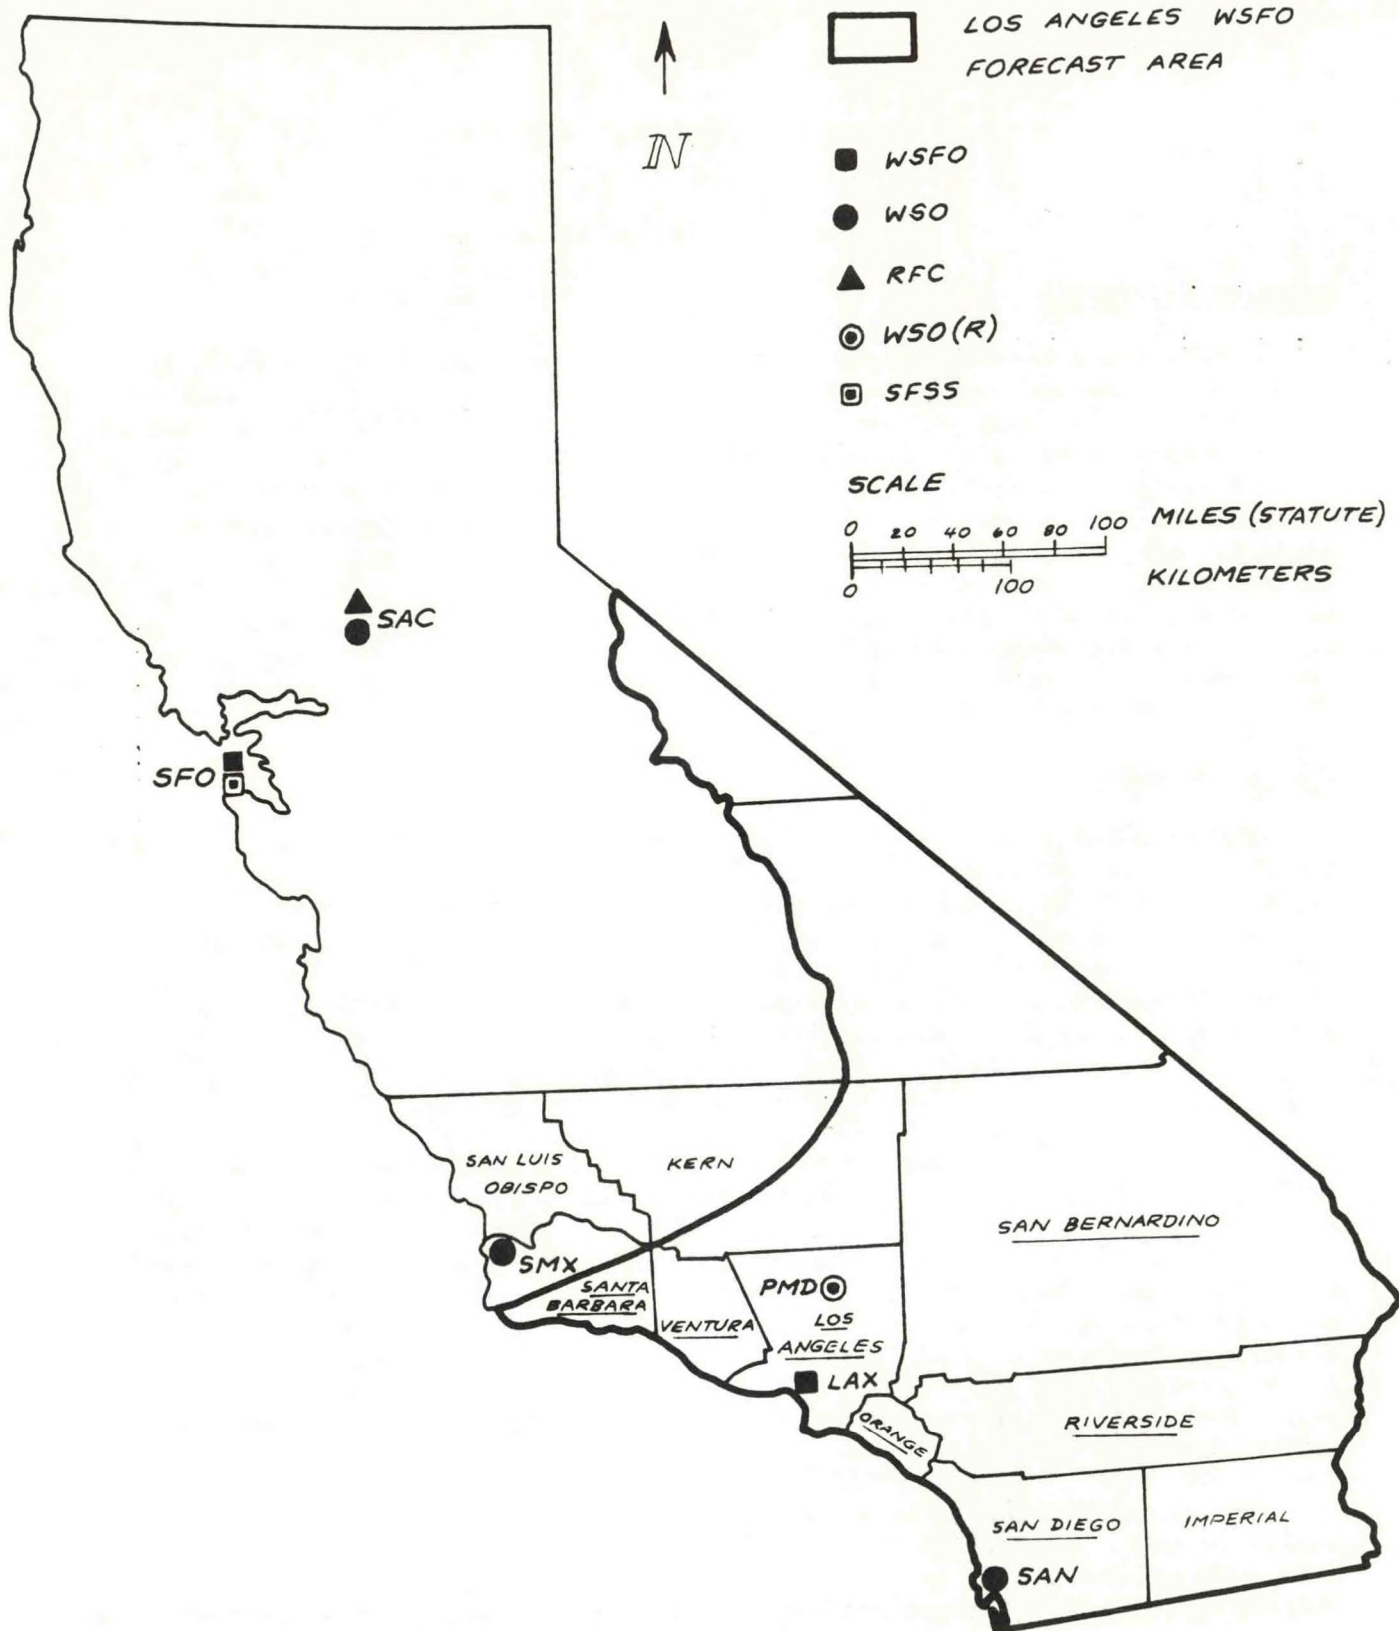 LOS ANGELES WSFO
FORECAST AREA
N
WSFO
WSO
RFC
WSO(R)
SFSS
SCALE
0 20 40 60 80 100 MILES (STATUTE)
0 100 KILOMETERS
SAC
SFO
SAN LUIS
OBISPO
KERN
SAN BERNARDINO
SMX
SANTA
BARBARA
VENTURA
PMD
LOS
ANGELES
LAX
ORANGE
RIVERSIDE
SAN DIEGO
IMPERIAL
SAN